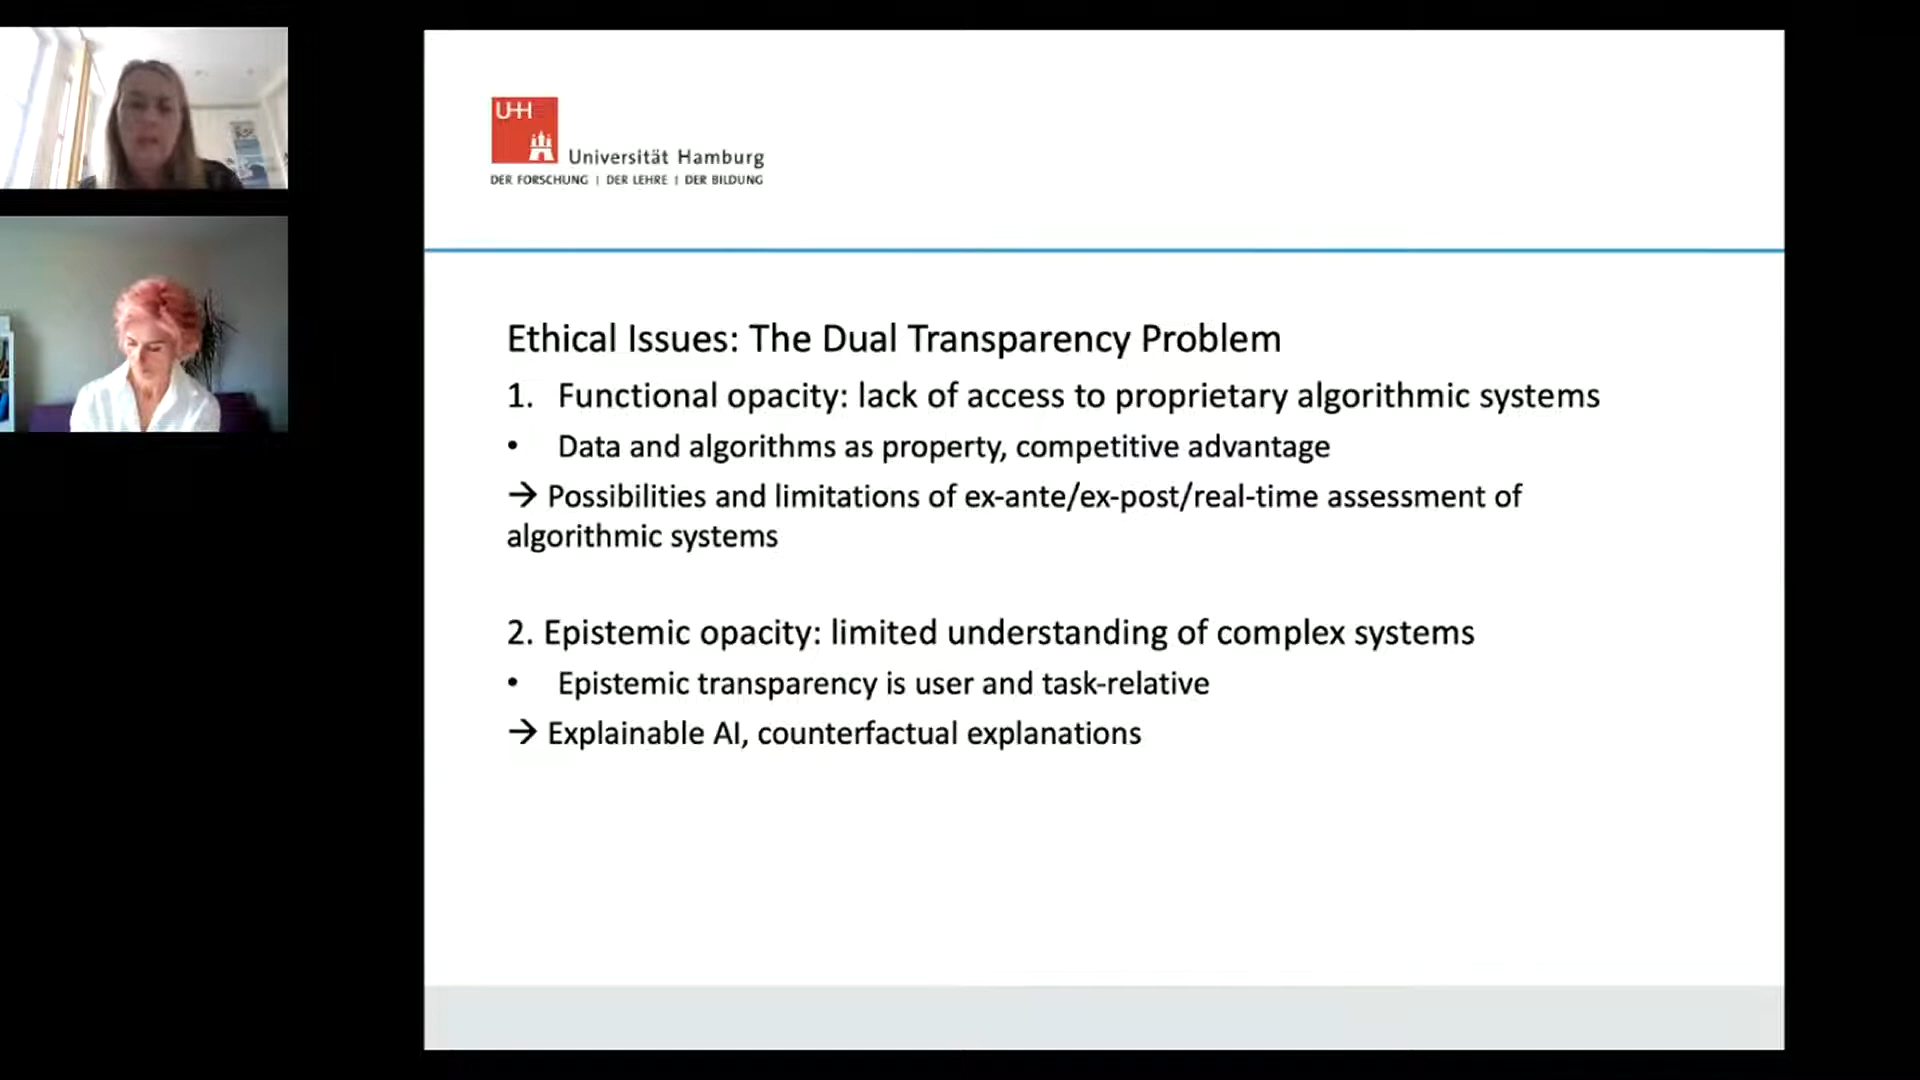 UHH
Universität Hamburg
DER FORSCHUNG | DER LEHRE | DER BILDUNG
Ethical Issues: The Dual Transparency Problem
1. Functional opacity: lack of access to proprietary algorithmic systems
• Data and algorithms as property, competitive advantage
→ Possibilities and limitations of ex-ante/ex-post/real-time assessment of
algorithmic systems
2. Epistemic opacity: limited understanding of complex systems
• Epistemic transparency is user and task-relative
→ Explainable AI, counterfactual explanations